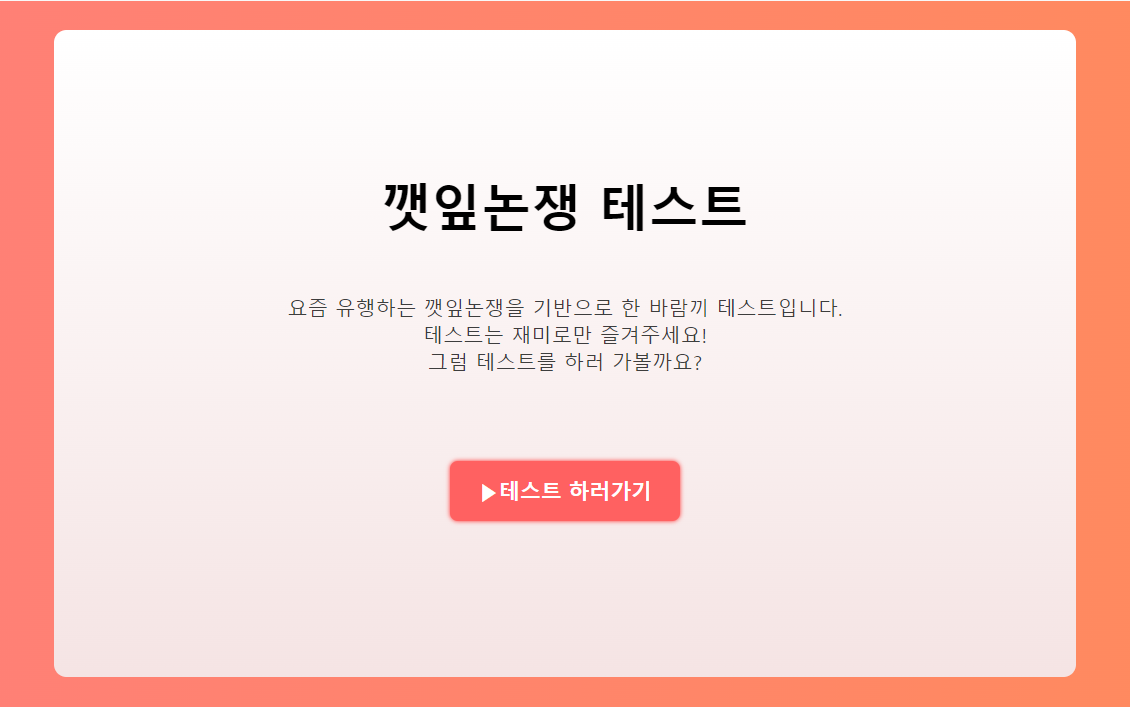 깻잎논쟁 테스트
요즘 유행하는 깻잎논쟁을 기반으로 한 바람끼 테스트입니다.
테스트는 재미로만 즐겨주세요!
그럼 테스트를 하러 가볼까요?
▶테스트 하러가기